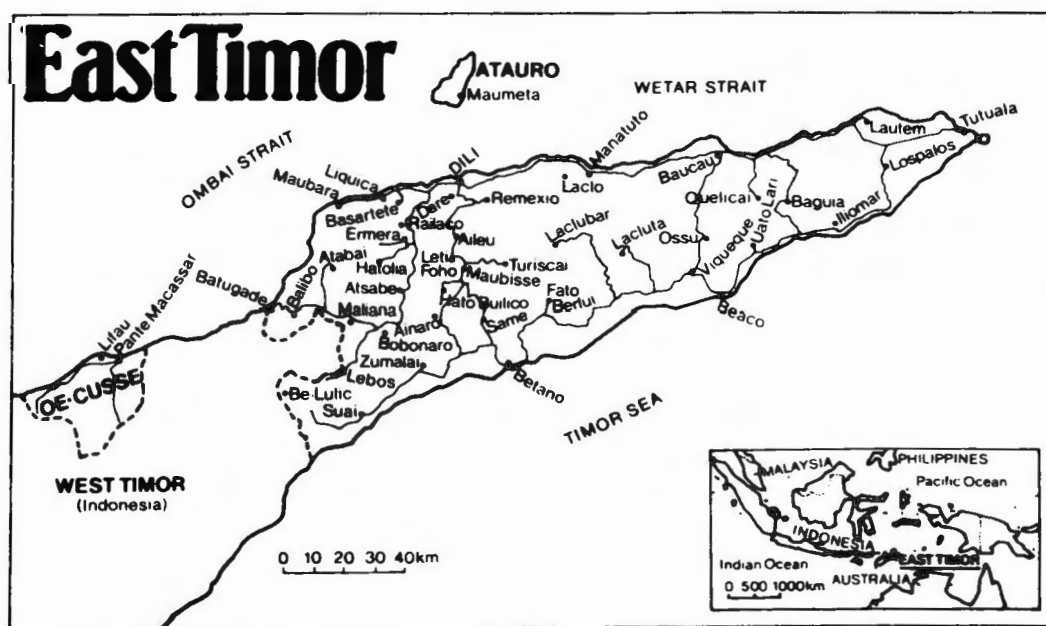 East Timor
ATAURO
Maumeta
WETAR STRAIT
OMBAI STRAIT
Tutuala
Lautem
Lospalos
Manatuto
DILI
Liquica
Maubara
Baucau
Laclo
Basartete
Dare
Remexio
Quelicai
Uato Lari
Baguia
Iliomar
Railaco
Ermera
Aileu
Laclubar
Lacluta
Ossu
Viqueque
Atabai
Hatolia
Letu
Foho
Turiscai
Maubisse
Batugade
Balibo
Atsabe
Hato Builico
Fato
Berlui
Maliana
Ainaro
Same
Beaco
Lifau
Pante Macassar
Bobonaro
Zumalai
Lebos
Betano
OE-CUSSE
Be Lulic
Suai
TIMOR SEA
WEST TIMOR
(Indonesia)
0 10 20 30 40km
MALAYSIA
PHILIPPINES
Pacific Ocean
INDONESIA
EAST TIMOR
Indian Ocean
AUSTRALIA
0 500 1000km